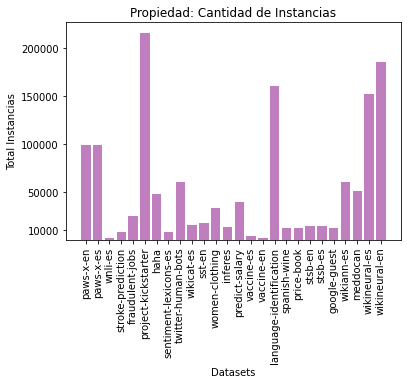 Propiedad: Cantidad de Instancias
Total Instancias
200000
150000
100000
50000
10000
paws-x-en
paws-x-es
wnli-es
stroke-prediction
fraudulent-jobs
project-kickstarter
haha
sentiment-lexicons-es
twitter-human-bots
wikicat-es
sst-en
women-clothing
inferes
predict-salary
vaccine-es
vaccine-en
language-identification
spanish-wine
price-book
stsb-en
stsb-es
google-guest
wikiann-es
meddocan
wikineural-es
wikineural-en
Datasets